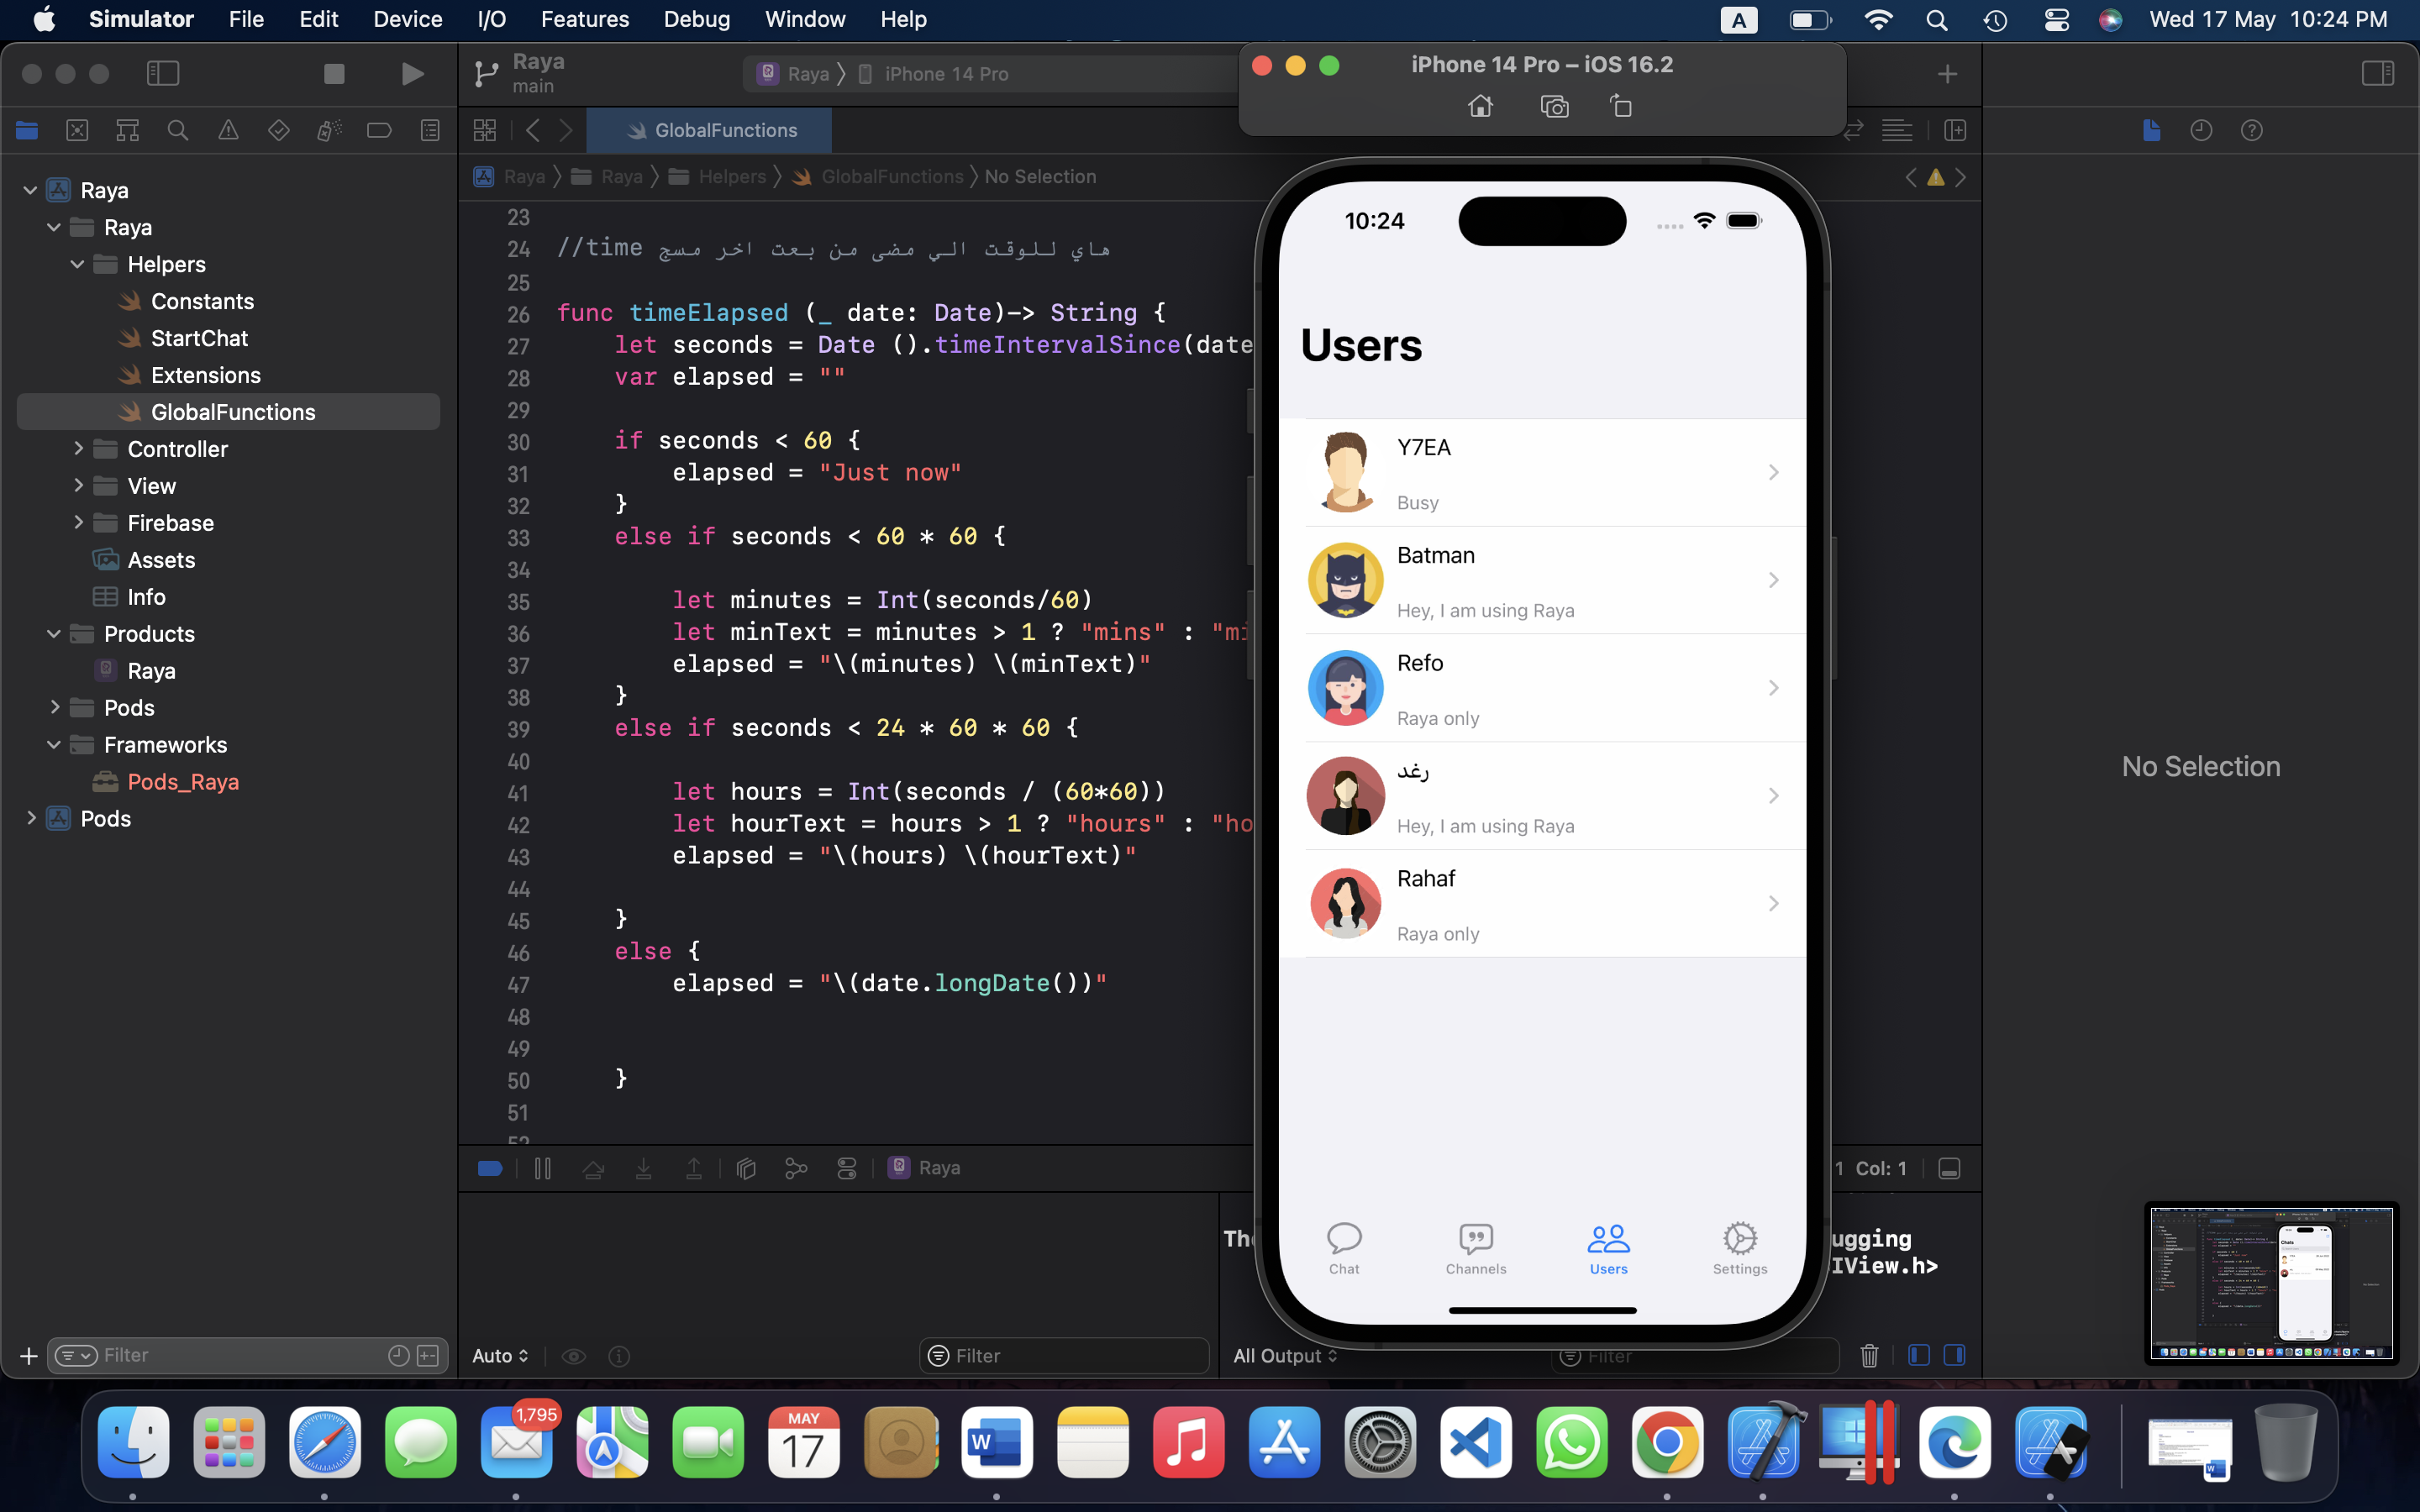 Simulator File Edit Device I/O Features Debug Window Help
A Wed 17 May 10:24 PM
Raya
main
Raya iPhone 14 Pro
iPhone 14 Pro – iOS 16.2
GlobalFunctions
Raya Raya Helpers GlobalFunctions No Selection
Raya
Raya
Helpers
Constants
StartChat
Extensions
GlobalFunctions
Controller
View
Firebase
Assets
Info
Products
Raya
Pods
Frameworks
Pods_Raya
Pods
Filter
23
24 //time هاي للوقت الي مضى من بعت اخر مسج
25
26 func timeElapsed (_ date: Date)-> String {
27 let seconds = Date ().timeIntervalSince(date
28 var elapsed = ""
29
30 if seconds < 60 {
31 elapsed = "Just now"
32 }
33 else if seconds < 60 * 60 {
34
35 let minutes = Int(seconds/60)
36 let minText = minutes > 1 ? "mins" : "mi
37 elapsed = "\(minutes) \(minText)"
38 }
39 else if seconds < 24 * 60 * 60 {
40
41 let hours = Int(seconds / (60*60))
42 let hourText = hours > 1 ? "hours" : "ho
43 elapsed = "\(hours) \(hourText)"
44
45 }
46 else {
47 elapsed = "\(date.longDate())"
48
49
50 }
51
52
Raya
1 Col: 1
Auto
Filter
All Output
Filter
ugging
IView.h>
10:24
Users
Y7EA
Busy
Batman
Hey, I am using Raya
Refo
Raya only
رغد
Hey, I am using Raya
Rahaf
Raya only
Chat Channels Users Settings
No Selection
1,795
MAY
17
W
W